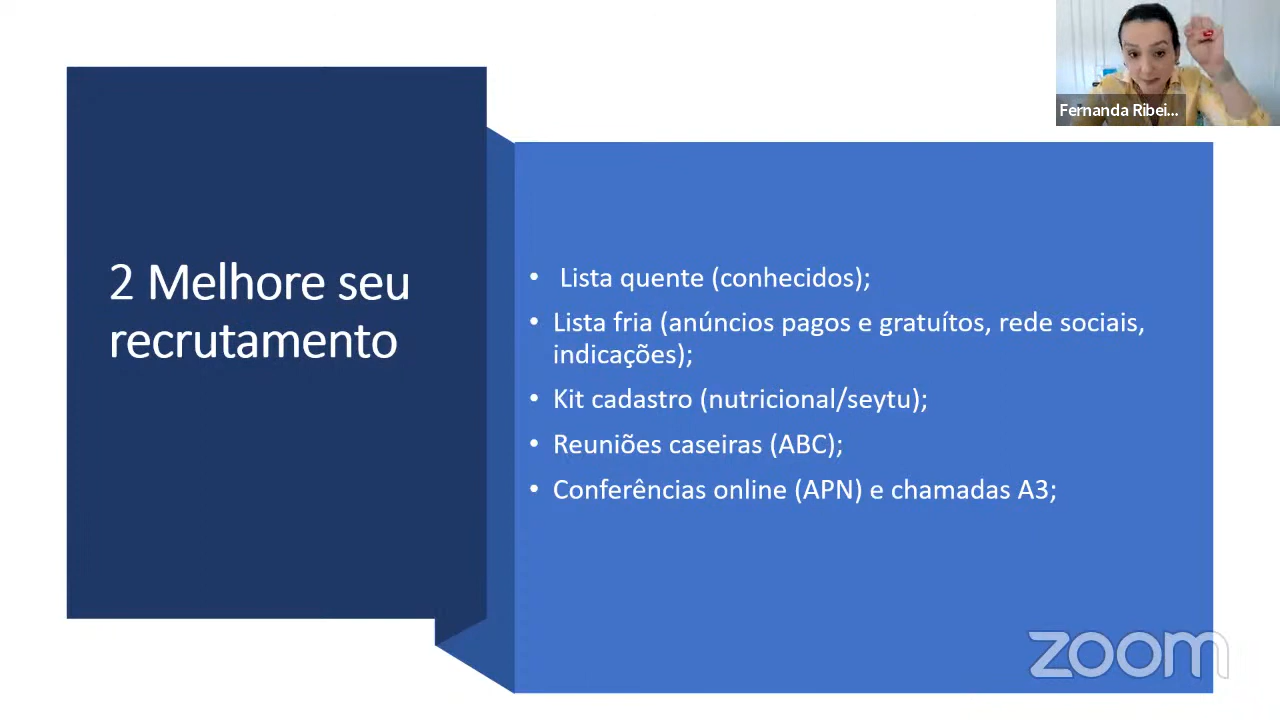 Fernanda Ribei...
2 Melhore seu
recrutamento
• Lista quente (conhecidos);
• Lista fria (anúncios pagos e gratuítos, rede sociais,
indicações);
• Kit cadastro (nutricional/seytu);
• Reuniões caseiras (ABC);
• Conferências online (APN) e chamadas A3;
zoom